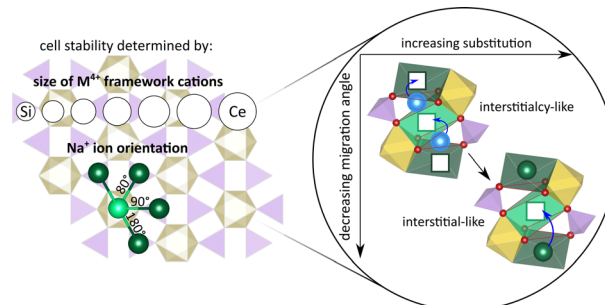 cell stability determined by:
size of M⁴⁺ framework cations
Si Ce
Na⁺ ion orientation
80°
90°
180°
increasing substitution
decreasing migration angle
interstitialcy-like
interstitial-like